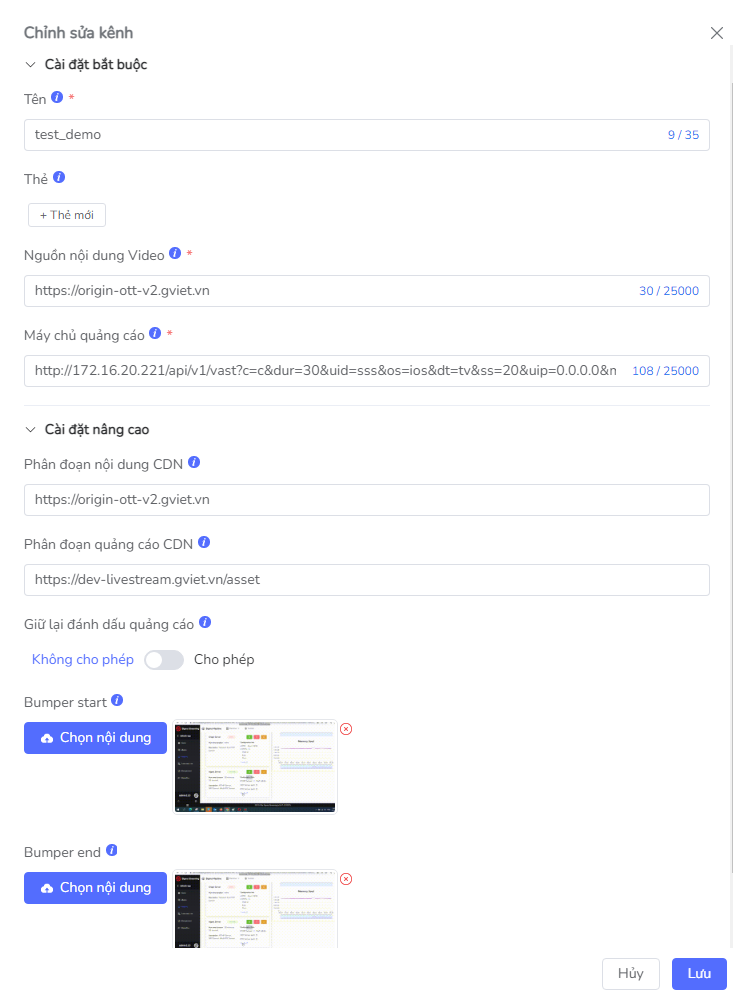 Chỉnh sửa kênh
Cài đặt bắt buộc
Tên *
test_demo 9 / 35
Thẻ
+ Thẻ mới
Nguồn nội dung Video *
https://origin-ott-v2.gviet.vn 30 / 25000
Máy chủ quảng cáo *
http://172.16.20.221/api/v1/vast?c=c&dur=30&uid=sss&os=ios&dt=tv&ss=20&uip=0.0.0.0&n 108 / 25000
Cài đặt nâng cao
Phân đoạn nội dung CDN
https://origin-ott-v2.gviet.vn
Phân đoạn quảng cáo CDN
https://dev-livestream.gviet.vn/asset
Giữ lại đánh dấu quảng cáo
Không cho phép Cho phép
Bumper start
Chọn nội dung
Bumper end
Chọn nội dung
Hủy Lưu